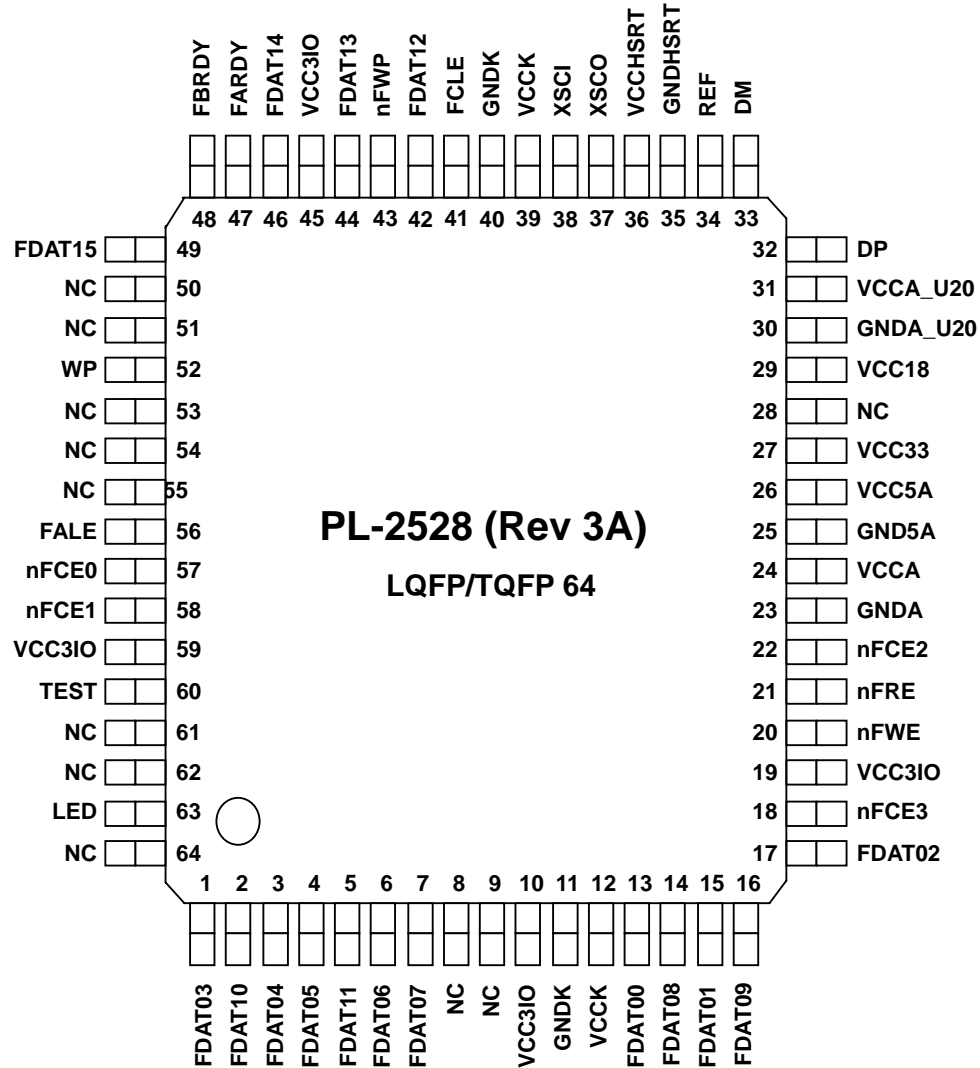 FBRDY FARDY FDAT14 VCC3IO FDAT13 nFWP FDAT12 FCLE GNDK VCCK XSCI XSCO VCCHSRT GNDHSRT REF DM
48 47 46 45 44 43 42 41 40 39 38 37 36 35 34 33
FDAT15 49 32 DP
NC 50 31 VCCA_U20
NC 51 30 GNDA_U20
WP 52 29 VCC18
NC 53 28 NC
NC 54 27 VCC33
NC 55 26 VCC5A
PL-2528 (Rev 3A)
FALE 56 25 GND5A
nFCE0 57 24 VCCA
LQFP/TQFP 64
nFCE1 58 23 GNDA
VCC3IO 59 22 nFCE2
TEST 60 21 nFRE
NC 61 20 nFWE
NC 62 19 VCC3IO
LED 63 18 nFCE3
NC 64 17 FDAT02
1 2 3 4 5 6 7 8 9 10 11 12 13 14 15 16
FDAT03 FDAT10 FDAT04 FDAT05 FDAT11 FDAT06 FDAT07 NC NC VCC3IO GNDK VCCK FDAT00 FDAT08 FDAT01 FDAT09